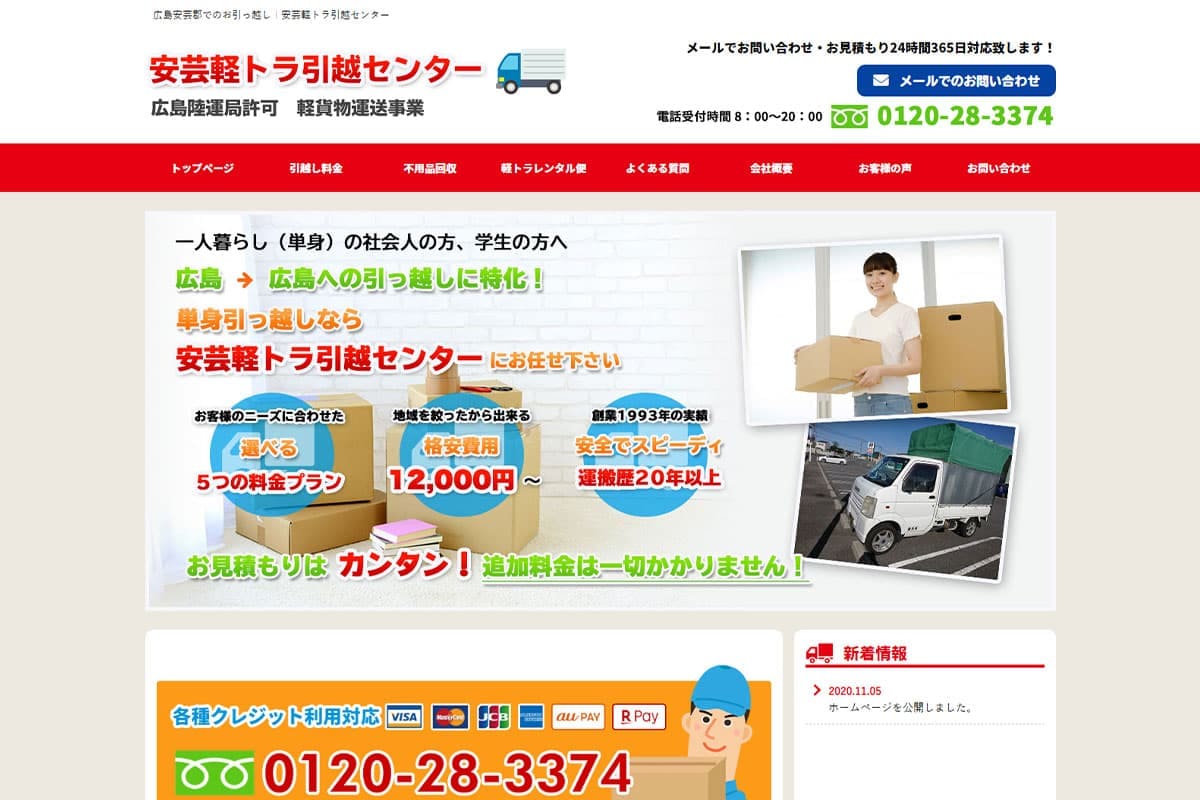 広島安芸郡でのお引っ越し｜安芸軽トラ引越センター
安芸軽トラ引越センター
広島陸運局許可　軽貨物運送事業
メールでお問い合わせ・お見積もり24時間365日対応致します！
メールでのお問い合わせ
電話受付時間 8：00〜20：00 0120-28-3374
トップページ 引越し料金 不用品回収 軽トラレンタル便 よくある質問 会社概要 お客様の声 お問い合わせ
一人暮らし（単身）の社会人の方、学生の方へ
広島 → 広島への引っ越しに特化！
単身引っ越しなら
安芸軽トラ引越センター にお任せ下さい
お客様のニーズに合わせた
選べる
5つの料金プラン
地域を絞ったから出来る
格安費用
12,000円 〜
創業1993年の実績
安全でスピーディ
運搬歴20年以上
お見積もりは カンタン！ 追加料金は一切かかりません！
各種クレジット利用対応 VISA MasterCard JCB AMERICAN EXPRESS au PAY R Pay
0120-28-3374
新着情報
2020.11.05
ホームページを公開しました。